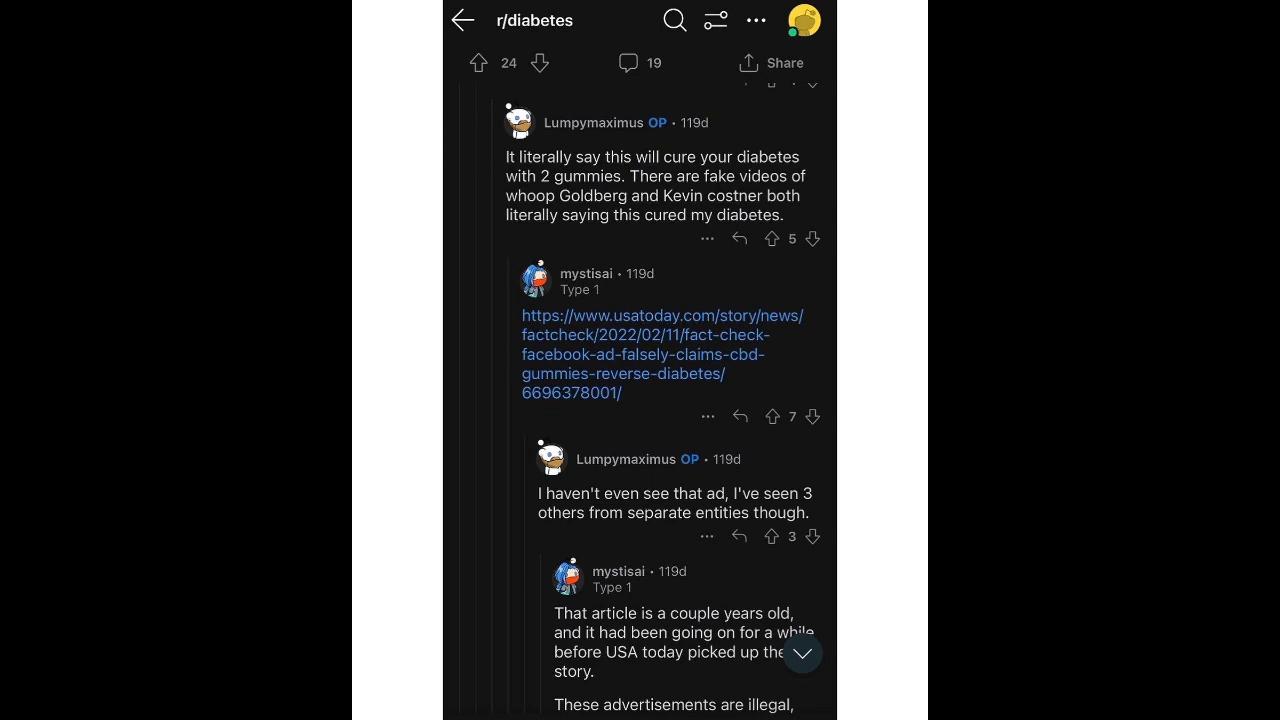 r/diabetes
24
19
Share
Lumpymaximus OP • 119d
It literally say this will cure your diabetes
with 2 gummies. There are fake videos of
whoop Goldberg and Kevin costner both
literally saying this cured my diabetes.
5
mystisai • 119d
Type 1
https://www.usatoday.com/story/news/
factcheck/2022/02/11/fact-check-
facebook-ad-falsely-claims-cbd-
gummies-reverse-diabetes/
6696378001/
7
Lumpymaximus OP • 119d
I haven't even see that ad, I've seen 3
others from separate entities though.
3
mystisai • 119d
Type 1
That article is a couple years old,
and it had been going on for a while
before USA today picked up the
story.
These advertisements are illegal,